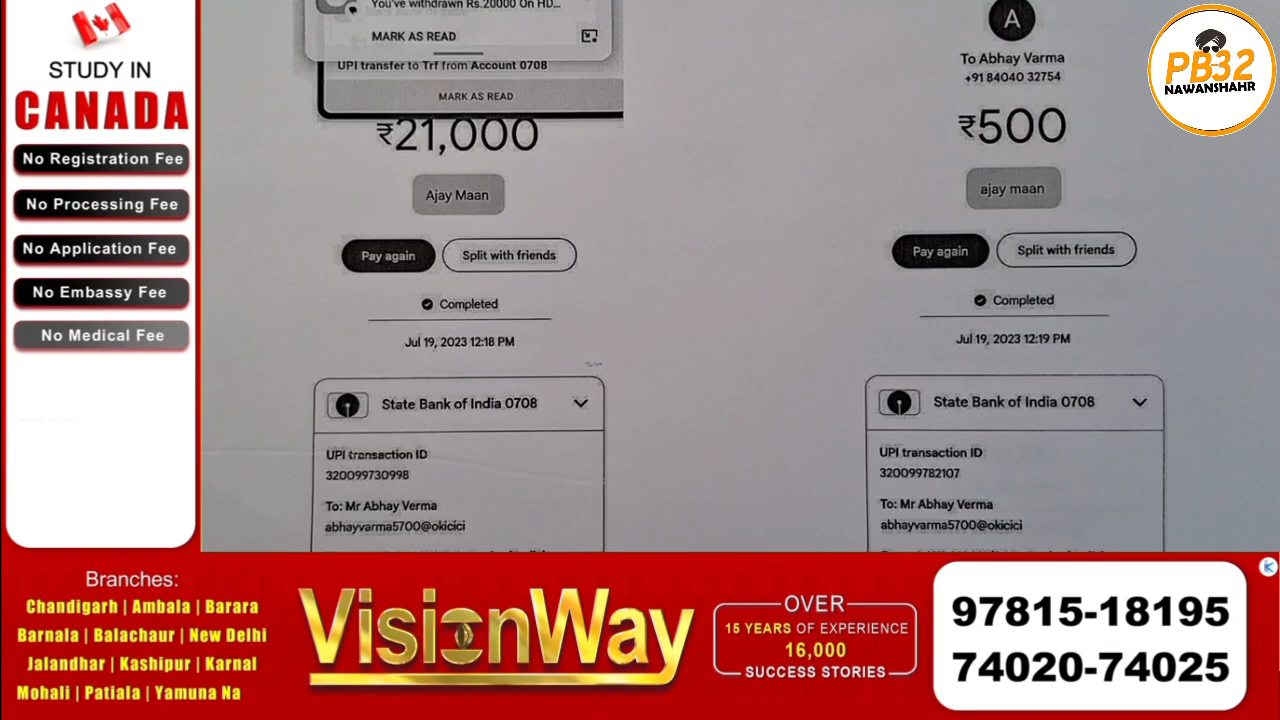 STUDY IN
CANADA
No Registration Fee
No Processing Fee
No Application Fee
No Embassy Fee
No Medical Fee
You've withdrawn Rs.20000 On HD...
MARK AS READ
UPI transfer to Trf from Account 0708
MARK AS READ
₹21,000
Ajay Maan
Pay again
Split with friends
Completed
Jul 19, 2023 12:18 PM
State Bank of India 0708
UPI transaction ID
320099730998
To: Mr Abhay Verma
abhayvarma5700@okicici
A
To Abhay Varma
+91 84040 32754
₹500
ajay maan
Pay again
Split with friends
Completed
Jul 19, 2023 12:19 PM
State Bank of India 0708
UPI transaction ID
320099782107
To: Mr Abhay Verma
abhayvarma5700@okicici
PB32
NAWANSHAHR
Branches:
Chandigarh | Ambala | Barara
Barnala | Balachaur | New Delhi
Jalandhar | Kashipur | Karnal
Mohali | Patiala | Yamuna Na
VisionWay
OVER
15 YEARS OF EXPERIENCE
16,000
SUCCESS STORIES
97815-18195
74020-74025